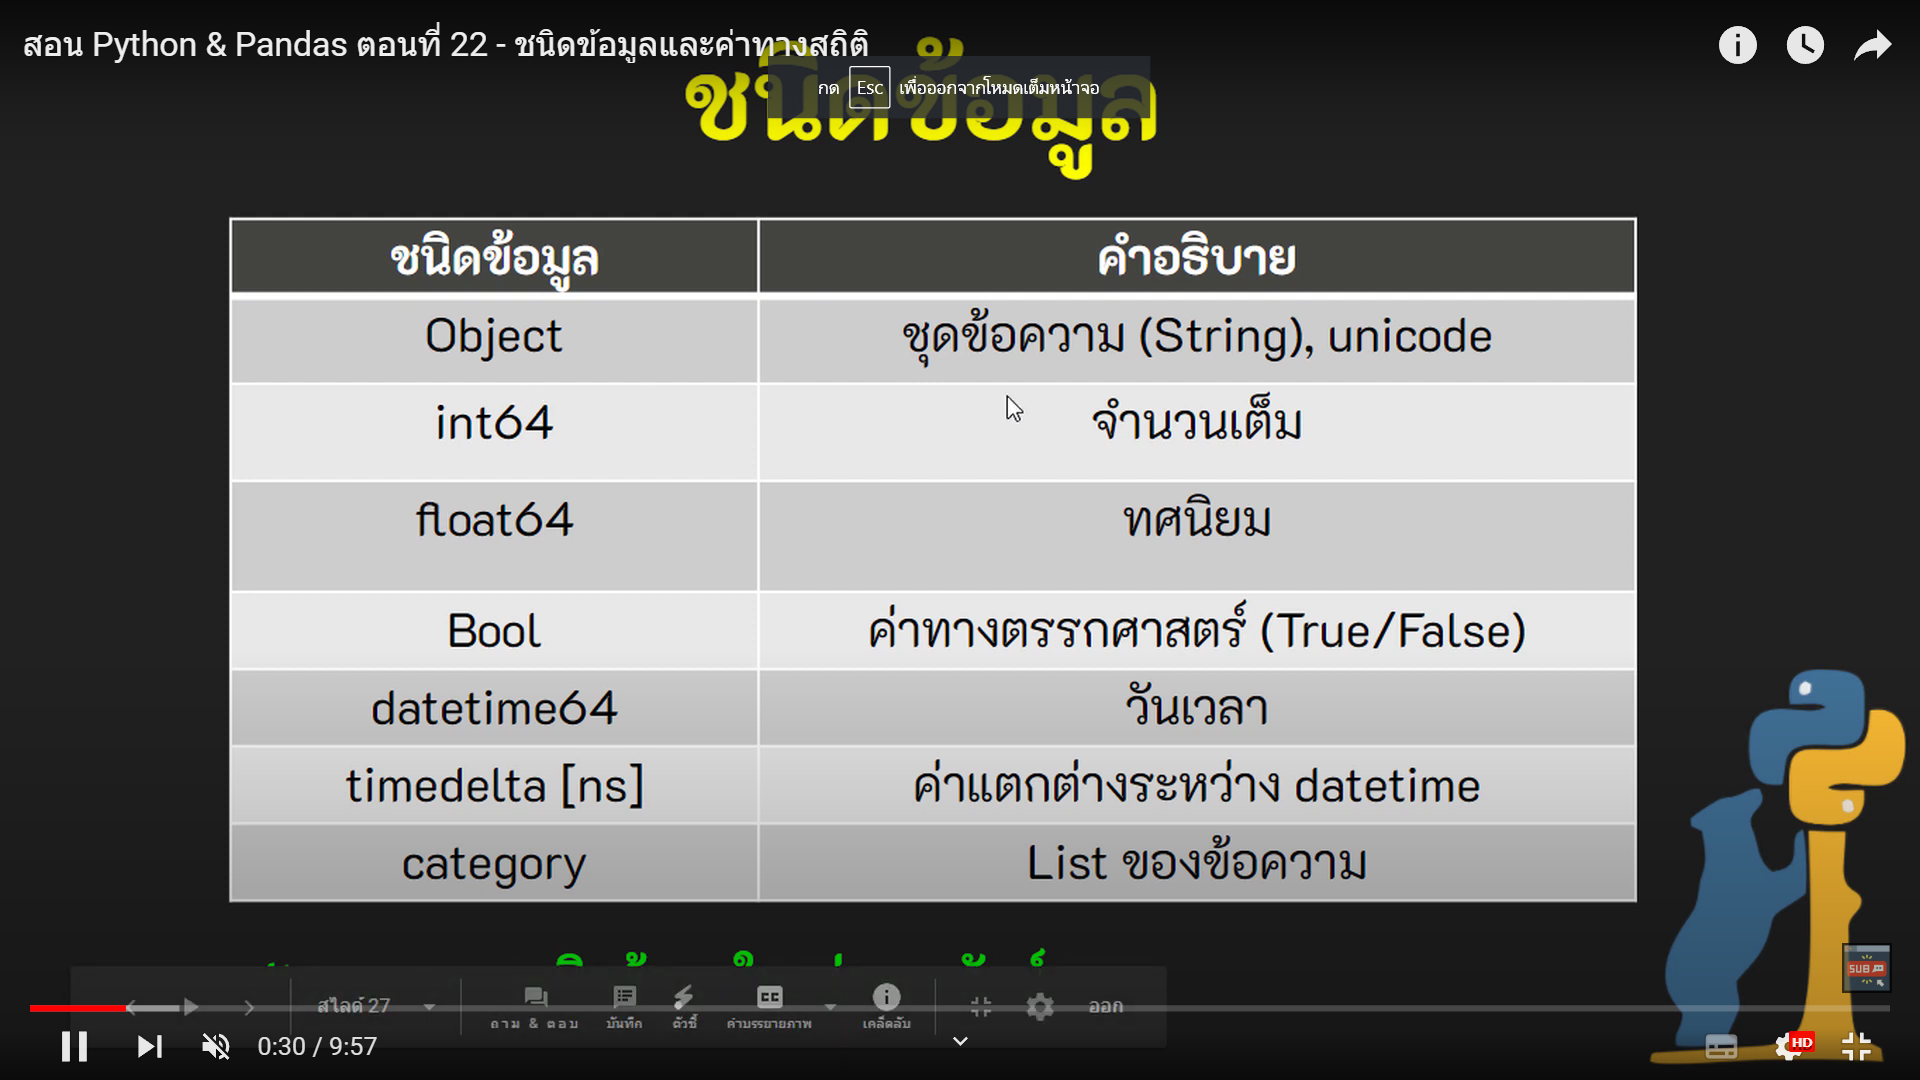 สอน Python & Pandas ตอนที่ 22 - ชนิดข้อมูลและค่าทางสถิติ
กด Esc เพื่อออกจากโหมดเต็มหน้าจอ
ชนิดข้อมูล
ชนิดข้อมูล คำอธิบาย
Object ชุดข้อความ (String), unicode
int64 จำนวนเต็ม
float64 ทศนิยม
Bool ค่าทางตรรกศาสตร์ (True/False)
datetime64 วันเวลา
timedelta [ns] ค่าแตกต่างระหว่าง datetime
category List ของข้อความ
SUB
สไลด์ 27
CC
ออก
ถาม & ตอบ บันทึก ตัวชี้ คำบรรยายภาพ เคล็ดลับ
0:30 / 9:57
HD